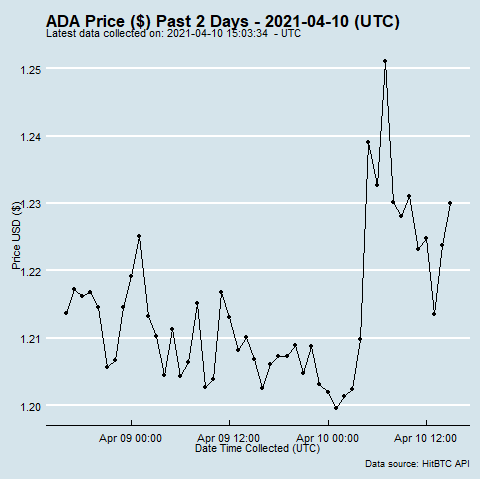 ADA Price ($) Past 2 Days - 2021-04-10 (UTC)
Latest data collected on: 2021-04-10 15:03:34 - UTC
1.25
1.24
1.23
1.22
1.21
1.20
Price USD ($)
Apr 09 00:00 Apr 09 12:00 Apr 10 00:00 Apr 10 12:00
Date Time Collected (UTC)
Data source: HitBTC API